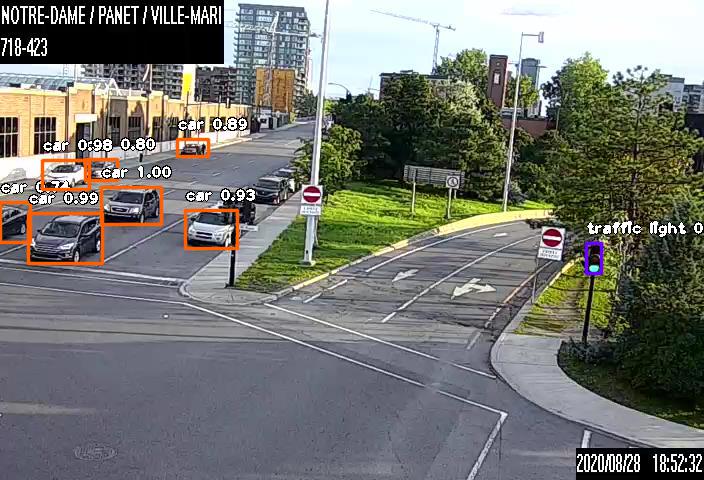 NOTRE-DAME / PANET / VILLE-MARI
718-423
car 0.89
car 0.98 0.80
car 1.00
car 0.99
car 0.93
traffic light 0
2020/08/28 18:52:32